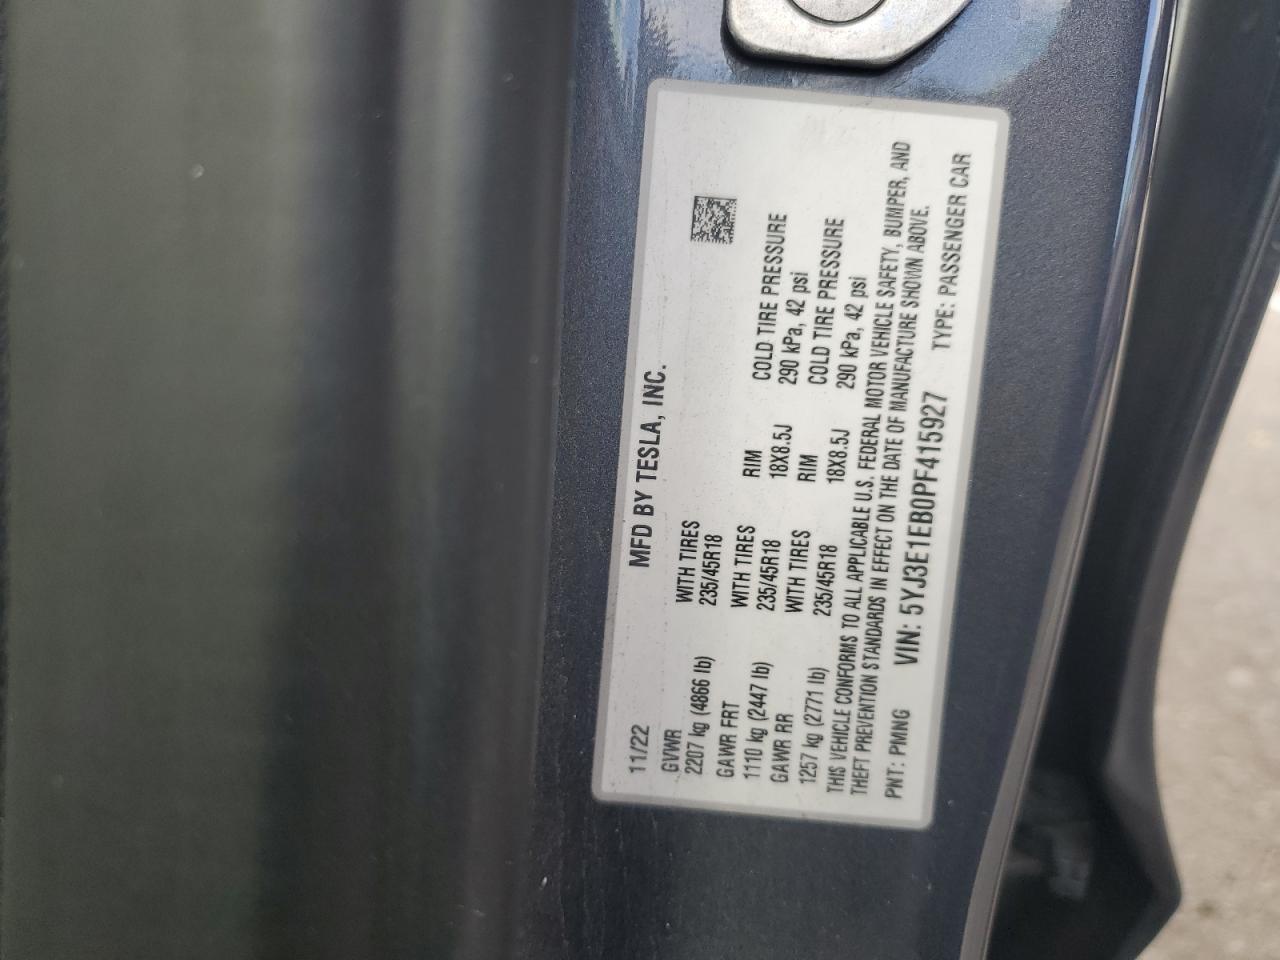 11/22 MFD BY TESLA, INC.
GVWR WITH TIRES
2207 kg (4866 lb) 235/45R18
GAWR FRT WITH TIRES RIM COLD TIRE PRESSURE
1110 kg (2447 lb) 235/45R18 18X8.5J 290 kPa, 42 psi
GAWR RR WITH TIRES RIM COLD TIRE PRESSURE
1257 kg (2771 lb) 235/45R18 18X8.5J 290 kPa, 42 psi
THIS VEHICLE CONFORMS TO ALL APPLICABLE U.S. FEDERAL MOTOR VEHICLE SAFETY, BUMPER, AND
THEFT PREVENTION STANDARDS IN EFFECT ON THE DATE OF MANUFACTURE SHOWN ABOVE.
PNT: PMNG VIN: 5YJ3E1EB0PF415927 TYPE: PASSENGER CAR